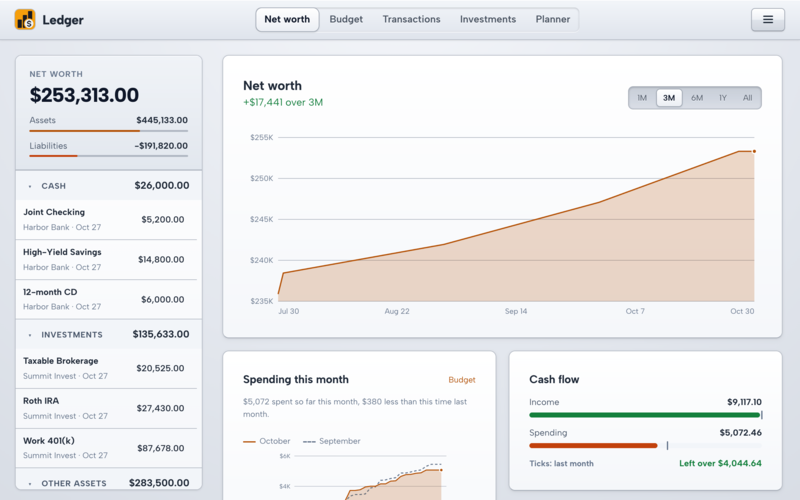 Ledger
Net worth
Budget
Transactions
Investments
Planner
NET WORTH
$253,313.00
Assets $445,133.00
Liabilities -$191,820.00
CASH $26,000.00
Joint Checking
Harbor Bank · Oct 27
$5,200.00
High-Yield Savings
Harbor Bank · Oct 27
$14,800.00
12-month CD
Harbor Bank · Oct 27
$6,000.00
INVESTMENTS $135,633.00
Taxable Brokerage
Summit Invest · Oct 27
$20,525.00
Roth IRA
Summit Invest · Oct 27
$27,430.00
Work 401(k)
Summit Invest · Oct 27
$87,678.00
OTHER ASSETS $283,500.00
Net worth
+$17,441 over 3M
1M 3M 6M 1Y All
$255K
$250K
$245K
$240K
$235K
Jul 30 Aug 22 Sep 14 Oct 7 Oct 30
Spending this month
Budget
$5,072 spent so far this month, $380 less than this time last
month.
October September
$6K
$4K
Cash flow
Income $9,117.10
Spending $5,072.46
Ticks: last month Left over $4,044.64